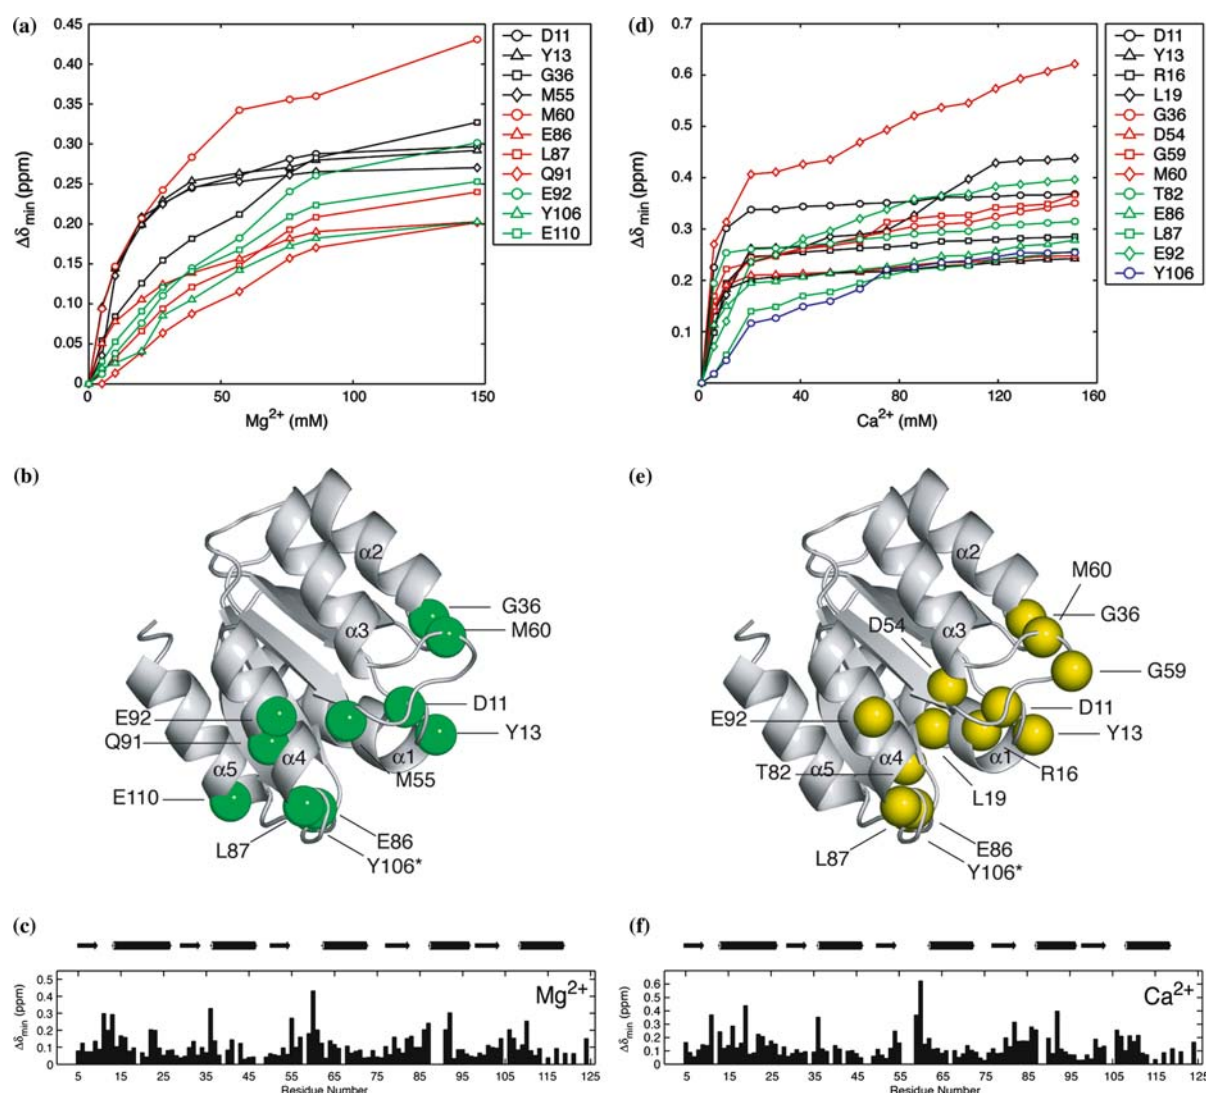 (a)
0.45
0.40
0.35
0.30
0.25
0.20
0.15
0.10
0.05
0
Δδmin (ppm)
0 50 100 150
Mg2+ (mM)
D11
Y13
G36
M55
M60
E86
L87
Q91
E92
Y106
E110
(d)
0.7
0.6
0.5
0.4
0.3
0.2
0.1
0
Δδmin (ppm)
0 40 80 120 160
Ca2+ (mM)
D11
Y13
R16
L19
G36
D54
G59
M60
T82
E86
L87
E92
Y106
(b)
α2
G36
M60
α3
D11
E92
Y13
Q91
α4
α1
α5
M55
E110
E86
L87
Y106*
(e)
α2
M60
G36
D54
α3
G59
D11
E92
Y13
α4
α1
T82
α5
R16
L19
E86
L87
Y106*
(c)
0.5
0.4
0.3
0.2
0.1
0
Δδmin (ppm)
Mg2+
5 15 25 35 45 55 65 75 85 95 105 115 125
Residue Number
(f)
0.6
0.5
0.4
0.3
0.2
0.1
0
Δδmin (ppm)
Ca2+
5 15 25 35 45 55 65 75 85 95 105 115 125
Residue Number